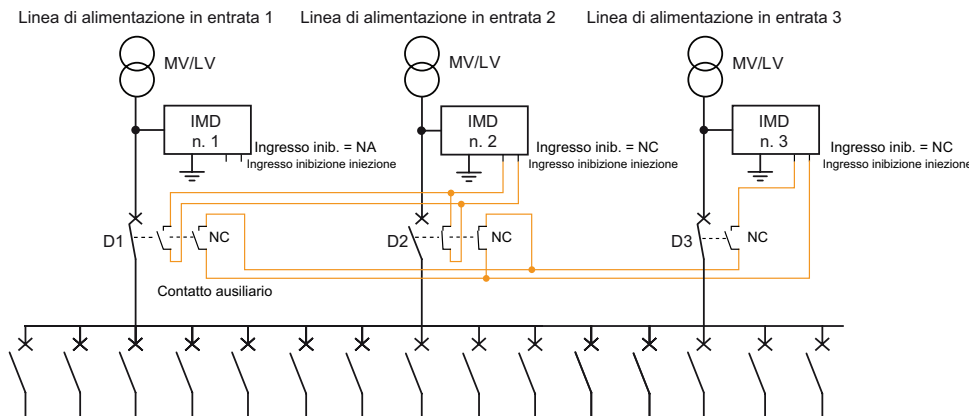 Linea di alimentazione in entrata 1
Linea di alimentazione in entrata 2
Linea di alimentazione in entrata 3
MV/LV
MV/LV
MV/LV
IMD
n. 1
IMD
n. 2
IMD
n. 3
Ingresso inib. = NA
Ingresso inibizione iniezione
Ingresso inib. = NC
Ingresso inibizione iniezione
Ingresso inib. = NC
Ingresso inibizione iniezione
D1
NC
D2
NC
D3
NC
Contatto ausiliario